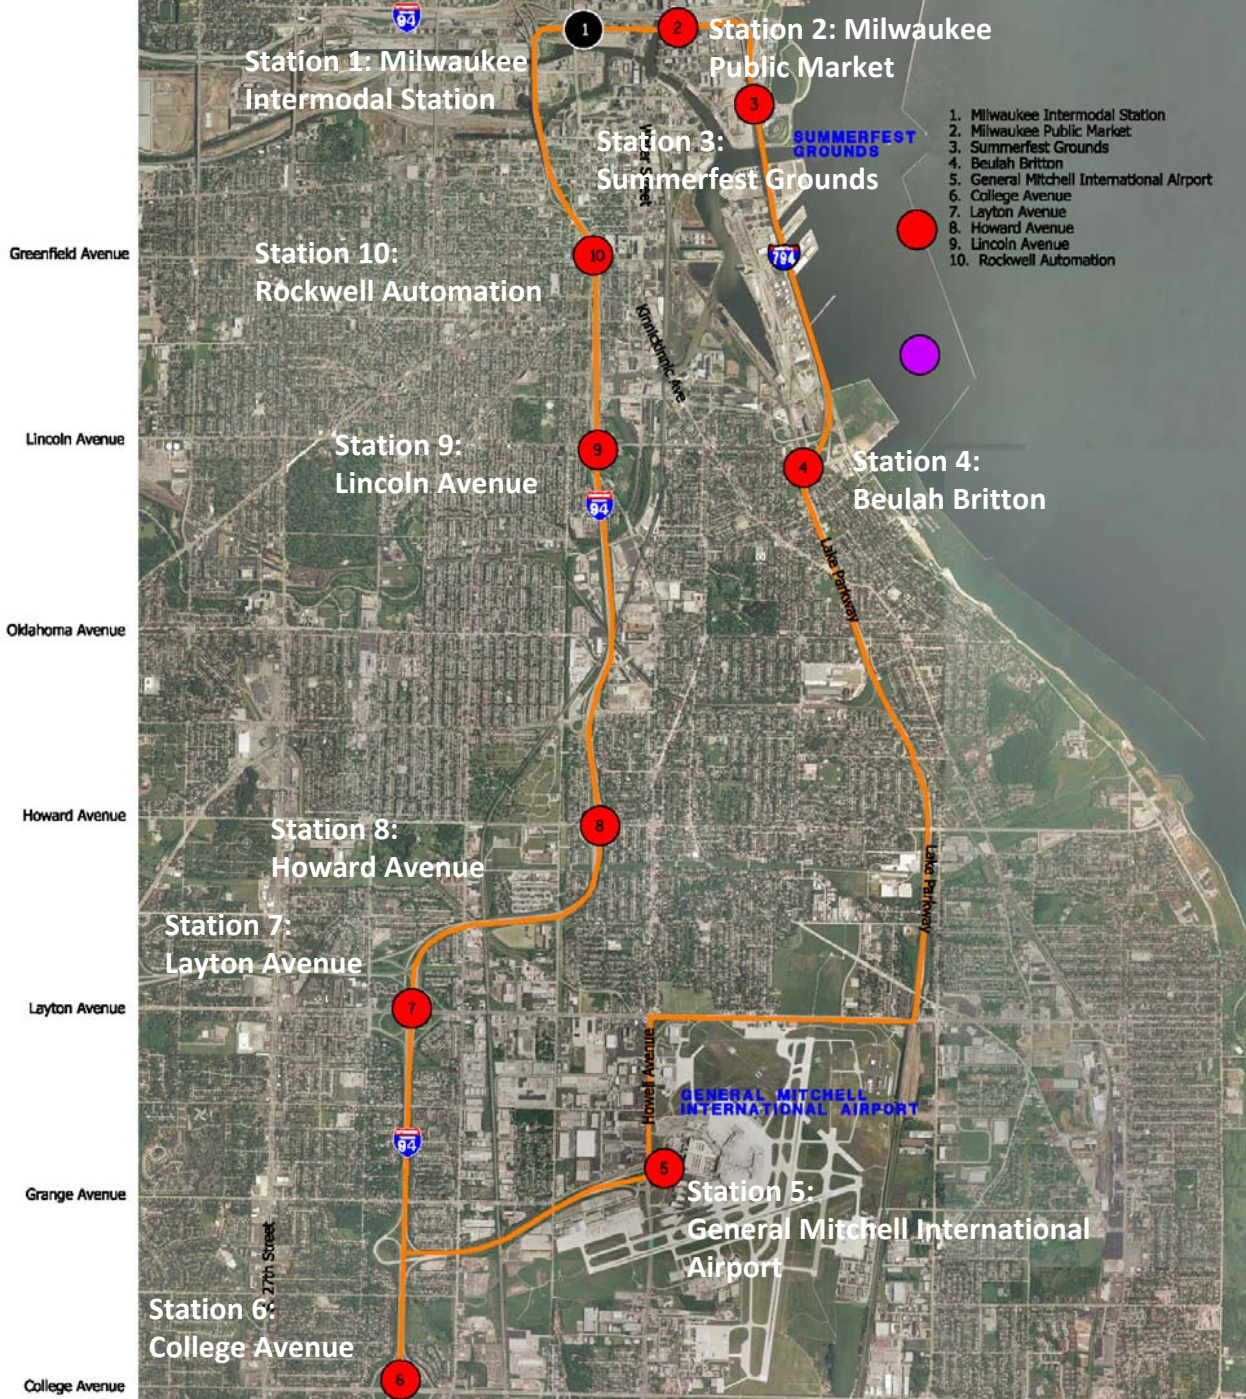 94
1
2
Station 2: Milwaukee
Public Market
Station 1: Milwaukee
Intermodal Station
3
SUMMERFEST
GROUNDS
Station 3:
Summerfest Grounds
Water Street
1. Milwaukee Intermodal Station
2. Milwaukee Public Market
3. Summerfest Grounds
4. Beulah Britton
5. General Mitchell International Airport
6. College Avenue
7. Layton Avenue
8. Howard Avenue
9. Lincoln Avenue
10. Rockwell Automation
Greenfield Avenue
Station 10:
Rockwell Automation
10
794
Kinnickinnic Ave
Lincoln Avenue
Station 9:
Lincoln Avenue
9
4
Station 4:
Beulah Britton
94
Lake Parkway
Oklahoma Avenue
Howard Avenue
Station 8:
Howard Avenue
8
Lake Parkway
Station 7:
Layton Avenue
Layton Avenue
7
Howell Avenue
GENERAL MITCHELL
INTERNATIONAL AIRPORT
94
5
Grange Avenue
Station 5:
General Mitchell International
Airport
27th Street
Station 6:
College Avenue
College Avenue
6